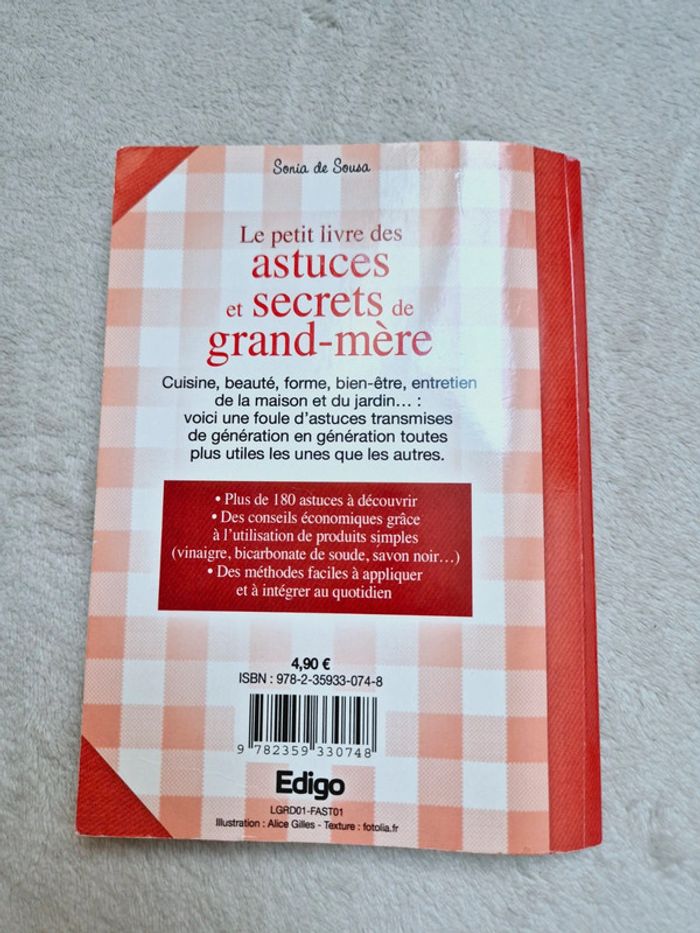 Sonia de Sousa
Le petit livre des
astuces
et secrets de
grand-mère
Cuisine, beauté, forme, bien-être, entretien
de la maison et du jardin... :
voici une foule d'astuces transmises
de génération en génération toutes
plus utiles les unes que les autres.
• Plus de 180 astuces à découvrir
• Des conseils économiques grâce
à l'utilisation de produits simples
(vinaigre, bicarbonate de soude, savon noir...)
• Des méthodes faciles à appliquer
et à intégrer au quotidien
4,90 €
ISBN : 978-2-35933-074-8
9 782359 330748
Edigo
LGRD01-FAST01
Illustration : Alice Gilles - Texture : fotolia.fr